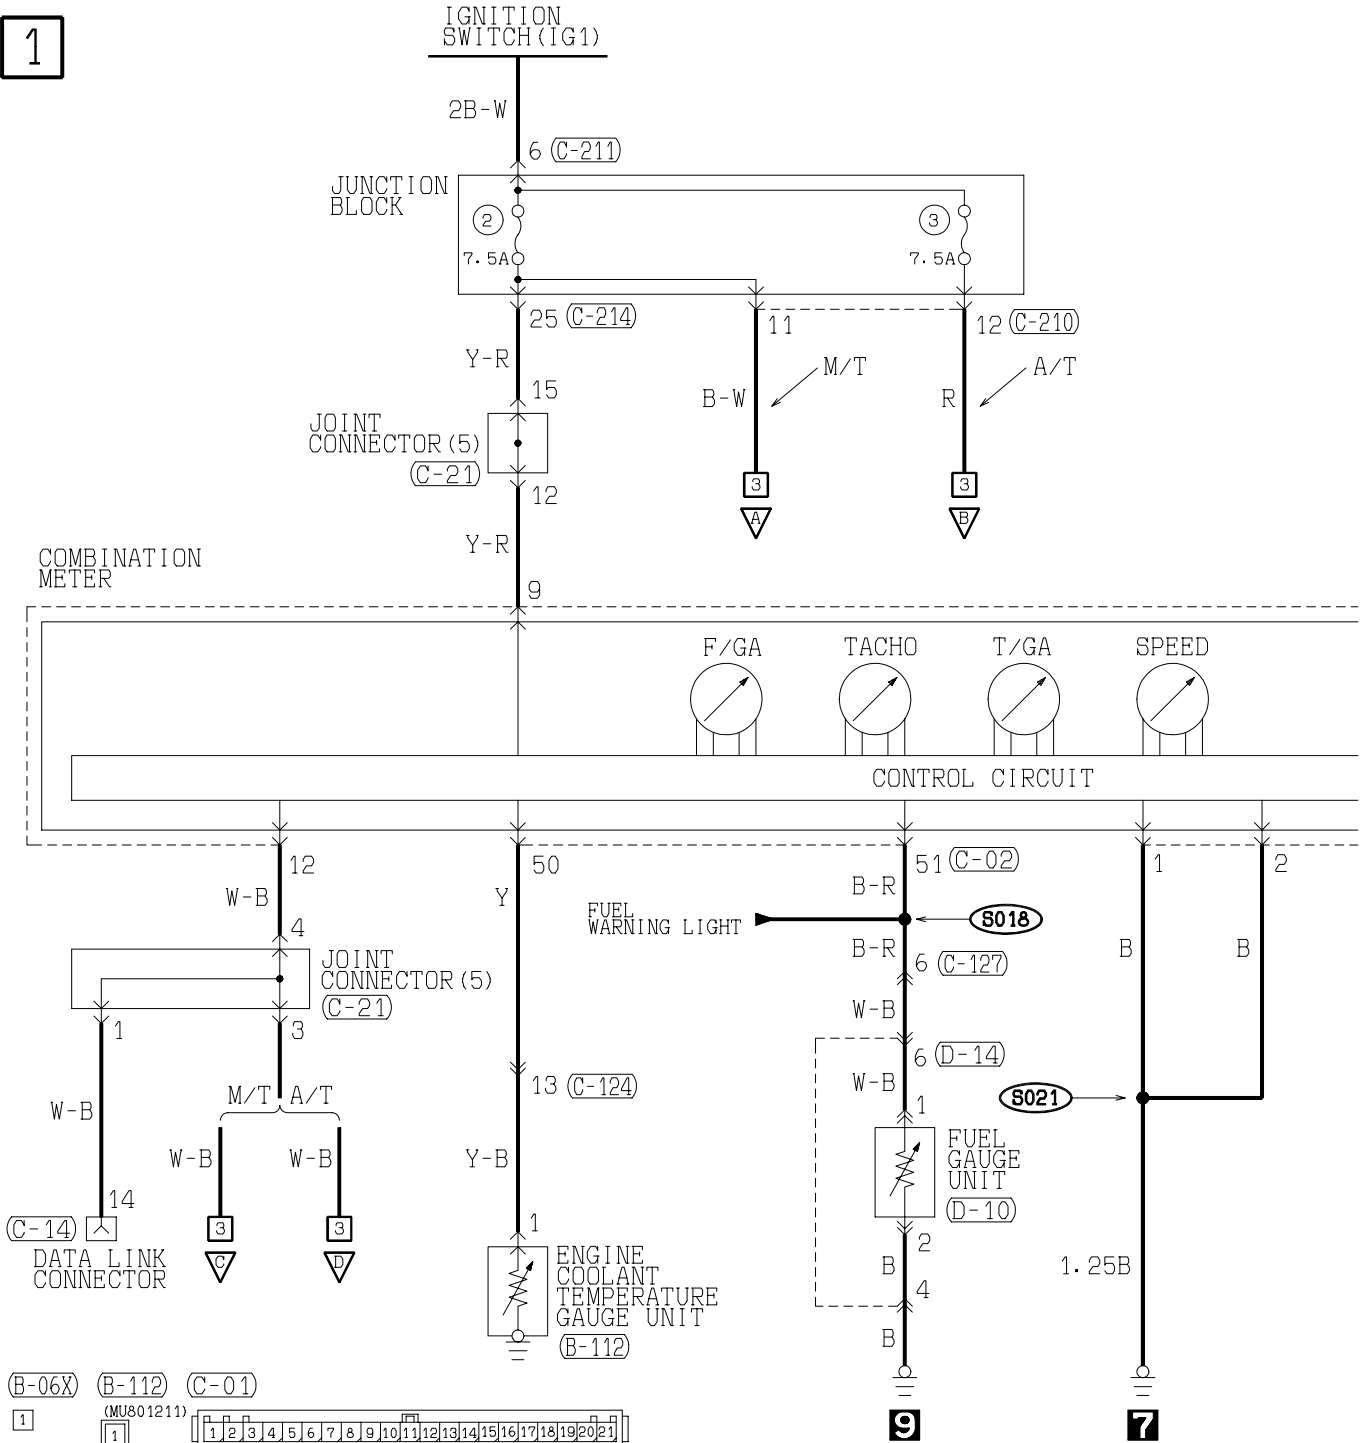 1
IGNITION
SWITCH(IG1)
2B-W
6 (C-211)
JUNCTION
BLOCK
2
3
7.5A
7.5A
25 (C-214)
11
12 (C-210)
Y-R
M/T
A/T
15
B-W
R
JOINT
CONNECTOR(5)
(C-21)
3
3
12
A
B
Y-R
COMBINATION
METER
9
F/GA TACHO T/GA SPEED
CONTROL CIRCUIT
12
50
51 (C-02)
1
2
W-B
Y
B-R
FUEL
WARNING LIGHT
S018
4
B-R
B
B
JOINT
CONNECTOR(5)
(C-21)
6 (C-127)
W-B
1
3
6 (D-14)
13 (C-124)
W-B
M/T A/T
S021
W-B
1
FUEL
GAUGE
UNIT
(D-10)
W-B
W-B
Y-B
14
3
3
1
(C-14)
2
DATA LINK
CONNECTOR
C
D
ENGINE
COOLANT
TEMPERATURE
GAUGE UNIT
(B-112)
B
1.25B
4
B
(B-06X) (B-112) (C-01)
(MU801211)
1
1
1 2 3 4 5 6 7 8 9 10 11 12 13 14 15 16 17 18 19 20 21
9
7